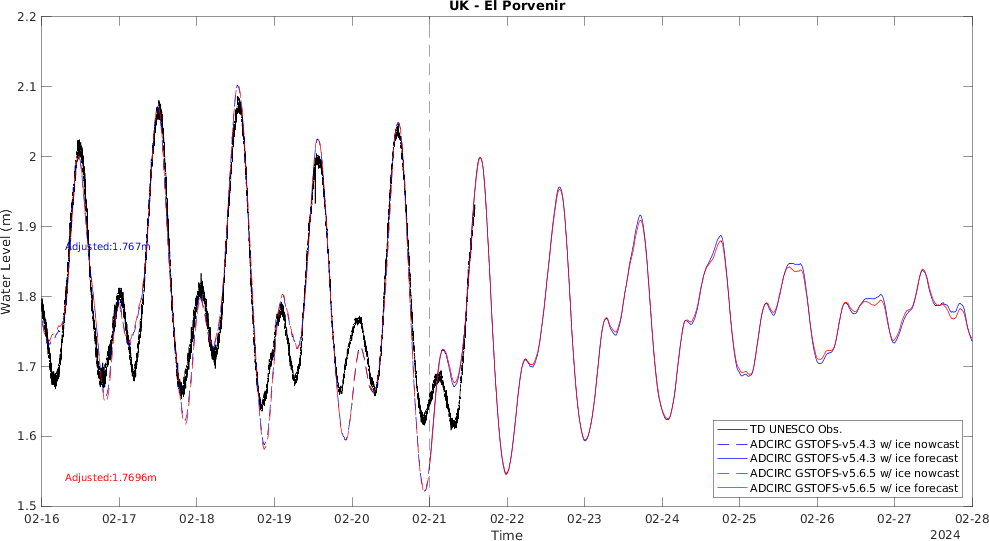 UK - El Porvenir
2.2
2.1
2
1.9
1.8
1.7
1.6
1.5
Water Level (m)
Adjusted:1.767m
Adjusted:1.7696m
TD UNESCO Obs.
ADCIRC GSTOFS-v5.4.3 w/ ice nowcast
ADCIRC GSTOFS-v5.4.3 w/ ice forecast
ADCIRC GSTOFS-v5.6.5 w/ ice nowcast
ADCIRC GSTOFS-v5.6.5 w/ ice forecast
02-16 02-17 02-18 02-19 02-20 02-21 02-22 02-23 02-24 02-25 02-26 02-27 02-28
Time
2024